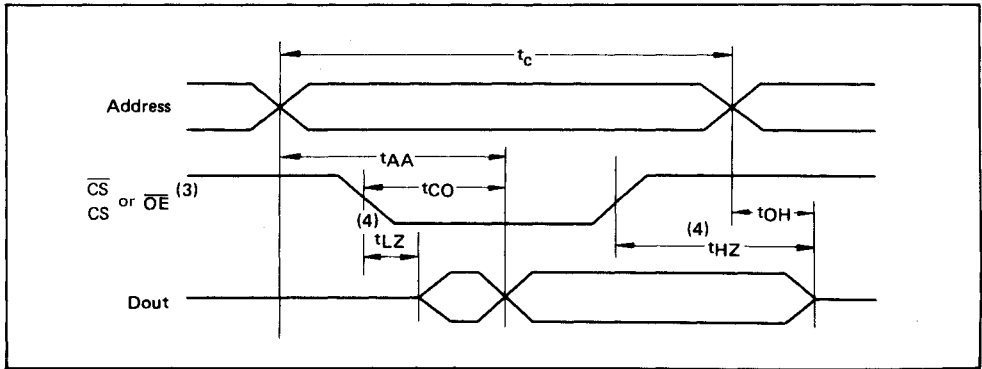 tC
Address
tAA
CS
CS or OE (3)
tCO
tOH
(4)
tLZ
(4)
tHZ
Dout